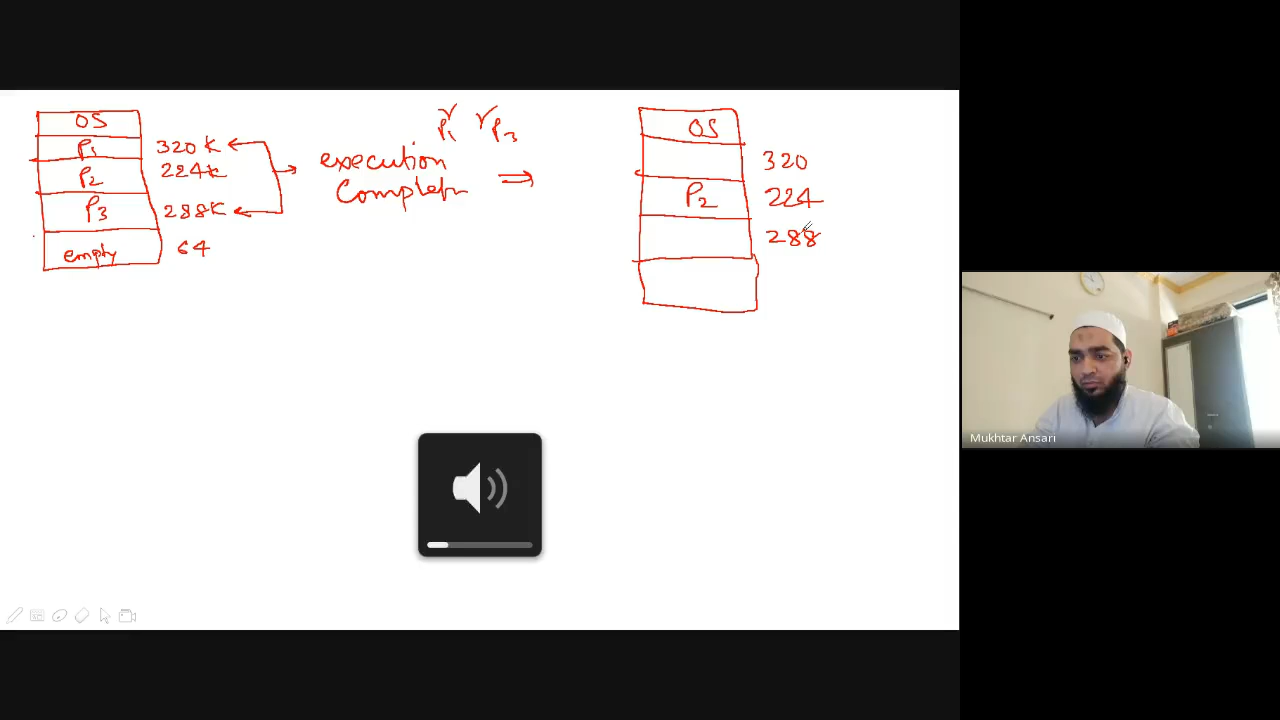 OS
P1 320K
P2 224K
P3 288K
empty 64
P1 P3
execution
Complete
⇒
OS
320
P2 224
288
Mukhtar Ansari